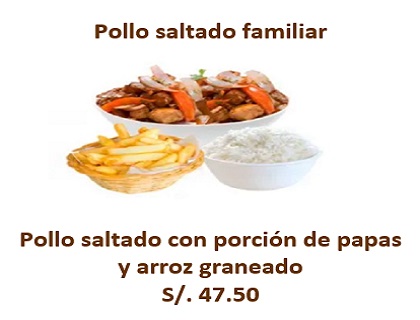 Pollo saltado familiar
Pollo saltado con porción de papas
y arroz graneado
S/. 47.50